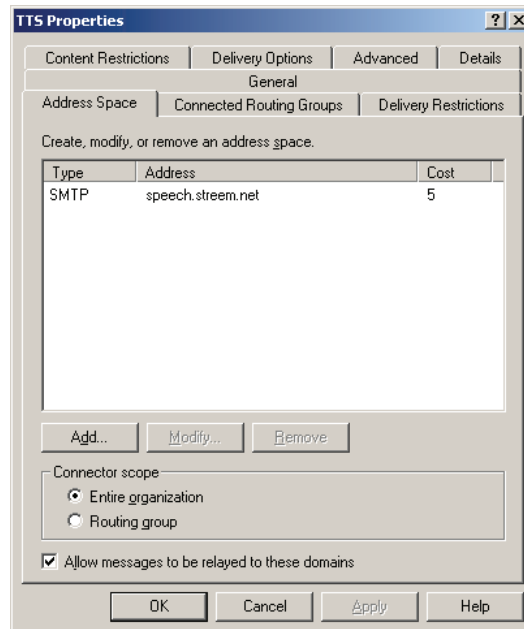 TTS Properties
Content Restrictions Delivery Options Advanced Details
General
Address Space Connected Routing Groups Delivery Restrictions
Create, modify, or remove an address space.
Type Address Cost
SMTP speech.streem.net 5
Add... Modify... Remove
Connector scope
Entire organization
Routing group
Allow messages to be relayed to these domains
OK Cancel Apply Help